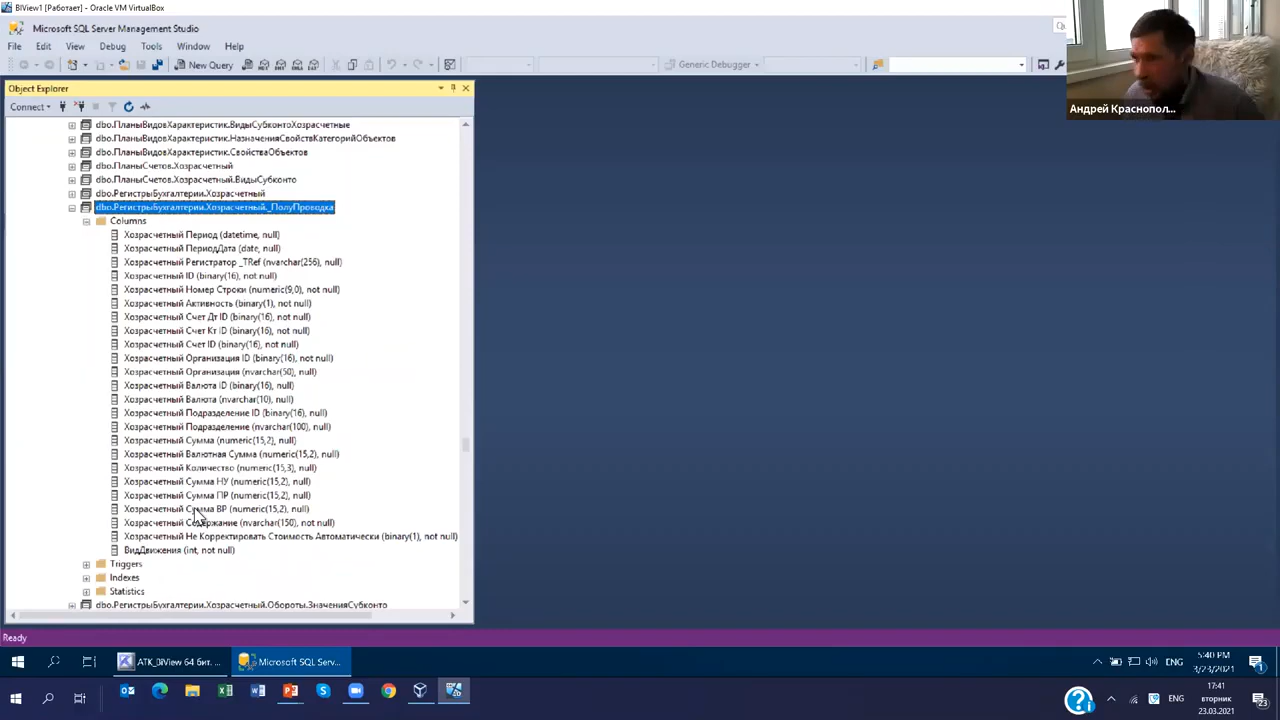 BIView1 [Работает] - Oracle VM VirtualBox
Microsoft SQL Server Management Studio
File Edit View Debug Tools Window Help
New Query
Generic Debugger
Андрей Краснопол...
Object Explorer
Connect
dbo.ПланыВидовХарактеристик.ВидыСубконтоХозрасчетные
dbo.ПланыВидовХарактеристик.НазначенияСвойствКатегорийОбъектов
dbo.ПланыВидовХарактеристик.СвойстваОбъектов
dbo.ПланыСчетов.Хозрасчетный
dbo.ПланыСчетов.Хозрасчетный.ВидыСубконто
dbo.РегистрыБухгалтерии.Хозрасчетный
dbo.РегистрыБухгалтерии.Хозрасчетный._ПолуПроводка
Columns
Хозрасчетный Период (datetime, null)
Хозрасчетный ПериодДата (date, null)
Хозрасчетный Регистратор _TRef (nvarchar(256), null)
Хозрасчетный ID (binary(16), not null)
Хозрасчетный Номер Строки (numeric(9,0), not null)
Хозрасчетный Активность (binary(1), not null)
Хозрасчетный Счет Дт ID (binary(16), null)
Хозрасчетный Счет Кт ID (binary(16), null)
Хозрасчетный Счет ID (binary(16), null)
Хозрасчетный Организация ID (binary(16), not null)
Хозрасчетный Организация (nvarchar(50), null)
Хозрасчетный Валюта ID (binary(16), null)
Хозрасчетный Валюта (nvarchar(10), null)
Хозрасчетный Подразделение ID (binary(16), null)
Хозрасчетный Подразделение (nvarchar(100), null)
Хозрасчетный Сумма (numeric(15,2), null)
Хозрасчетный Валютная Сумма (numeric(15,2), null)
Хозрасчетный Количество (numeric(15,3), null)
Хозрасчетный Сумма НУ (numeric(15,2), null)
Хозрасчетный Сумма ПР (numeric(15,2), null)
Хозрасчетный Сумма ВР (numeric(15,2), null)
Хозрасчетный Содержание (nvarchar(150), not null)
Хозрасчетный Не Корректировать Стоимость Автоматически (binary(1), not null)
ВидДвижения (int, not null)
Triggers
Indexes
Statistics
dbo.РегистрыБухгалтерии.Хозрасчетный.Обороты.ЗначенияСубконто
Ready
ATK_BiView 64 бит. ...
Microsoft SQL Serv...
ENG
5:40 PM
3/23/2021
1
ENG
17:41
вторник
23.03.2021
23